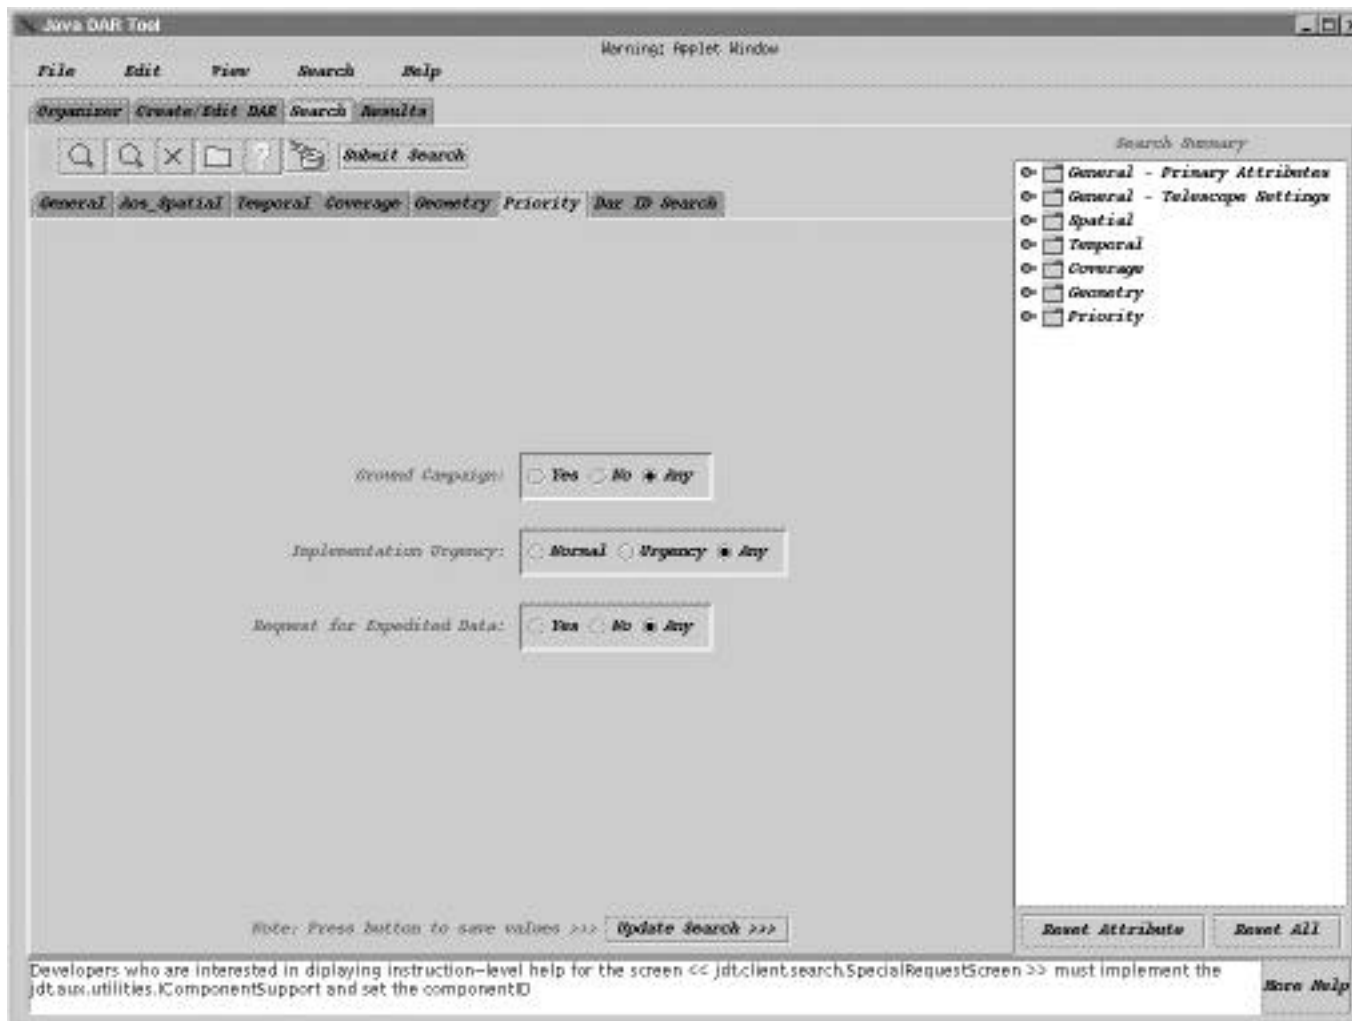 Java DAR Tool
Warning: Applet Window
File Edit View Search Help
Organizer Create/Edit DAR Search Results
Submit Search
Search Summary
General Aos_Spatial Temporal Coverage Geometry Priority Dar ID Search
General - Primary Attributes
General - Telescope Settings
Spatial
Temporal
Coverage
Geometry
Priority
Ground Campaign: Yes No Any
Implementation Urgency: Normal Urgency Any
Request for Expedited Data: Yes No Any
Note: Press button to save values >>> Update Search >>>
Reset Attribute Reset All
Developers who are interested in diplaying instruction-level help for the screen << jdt.client.search.SpecialRequestScreen >> must implement the
jdt.aux.utilities.IComponentSupport and set the componentID
More Help